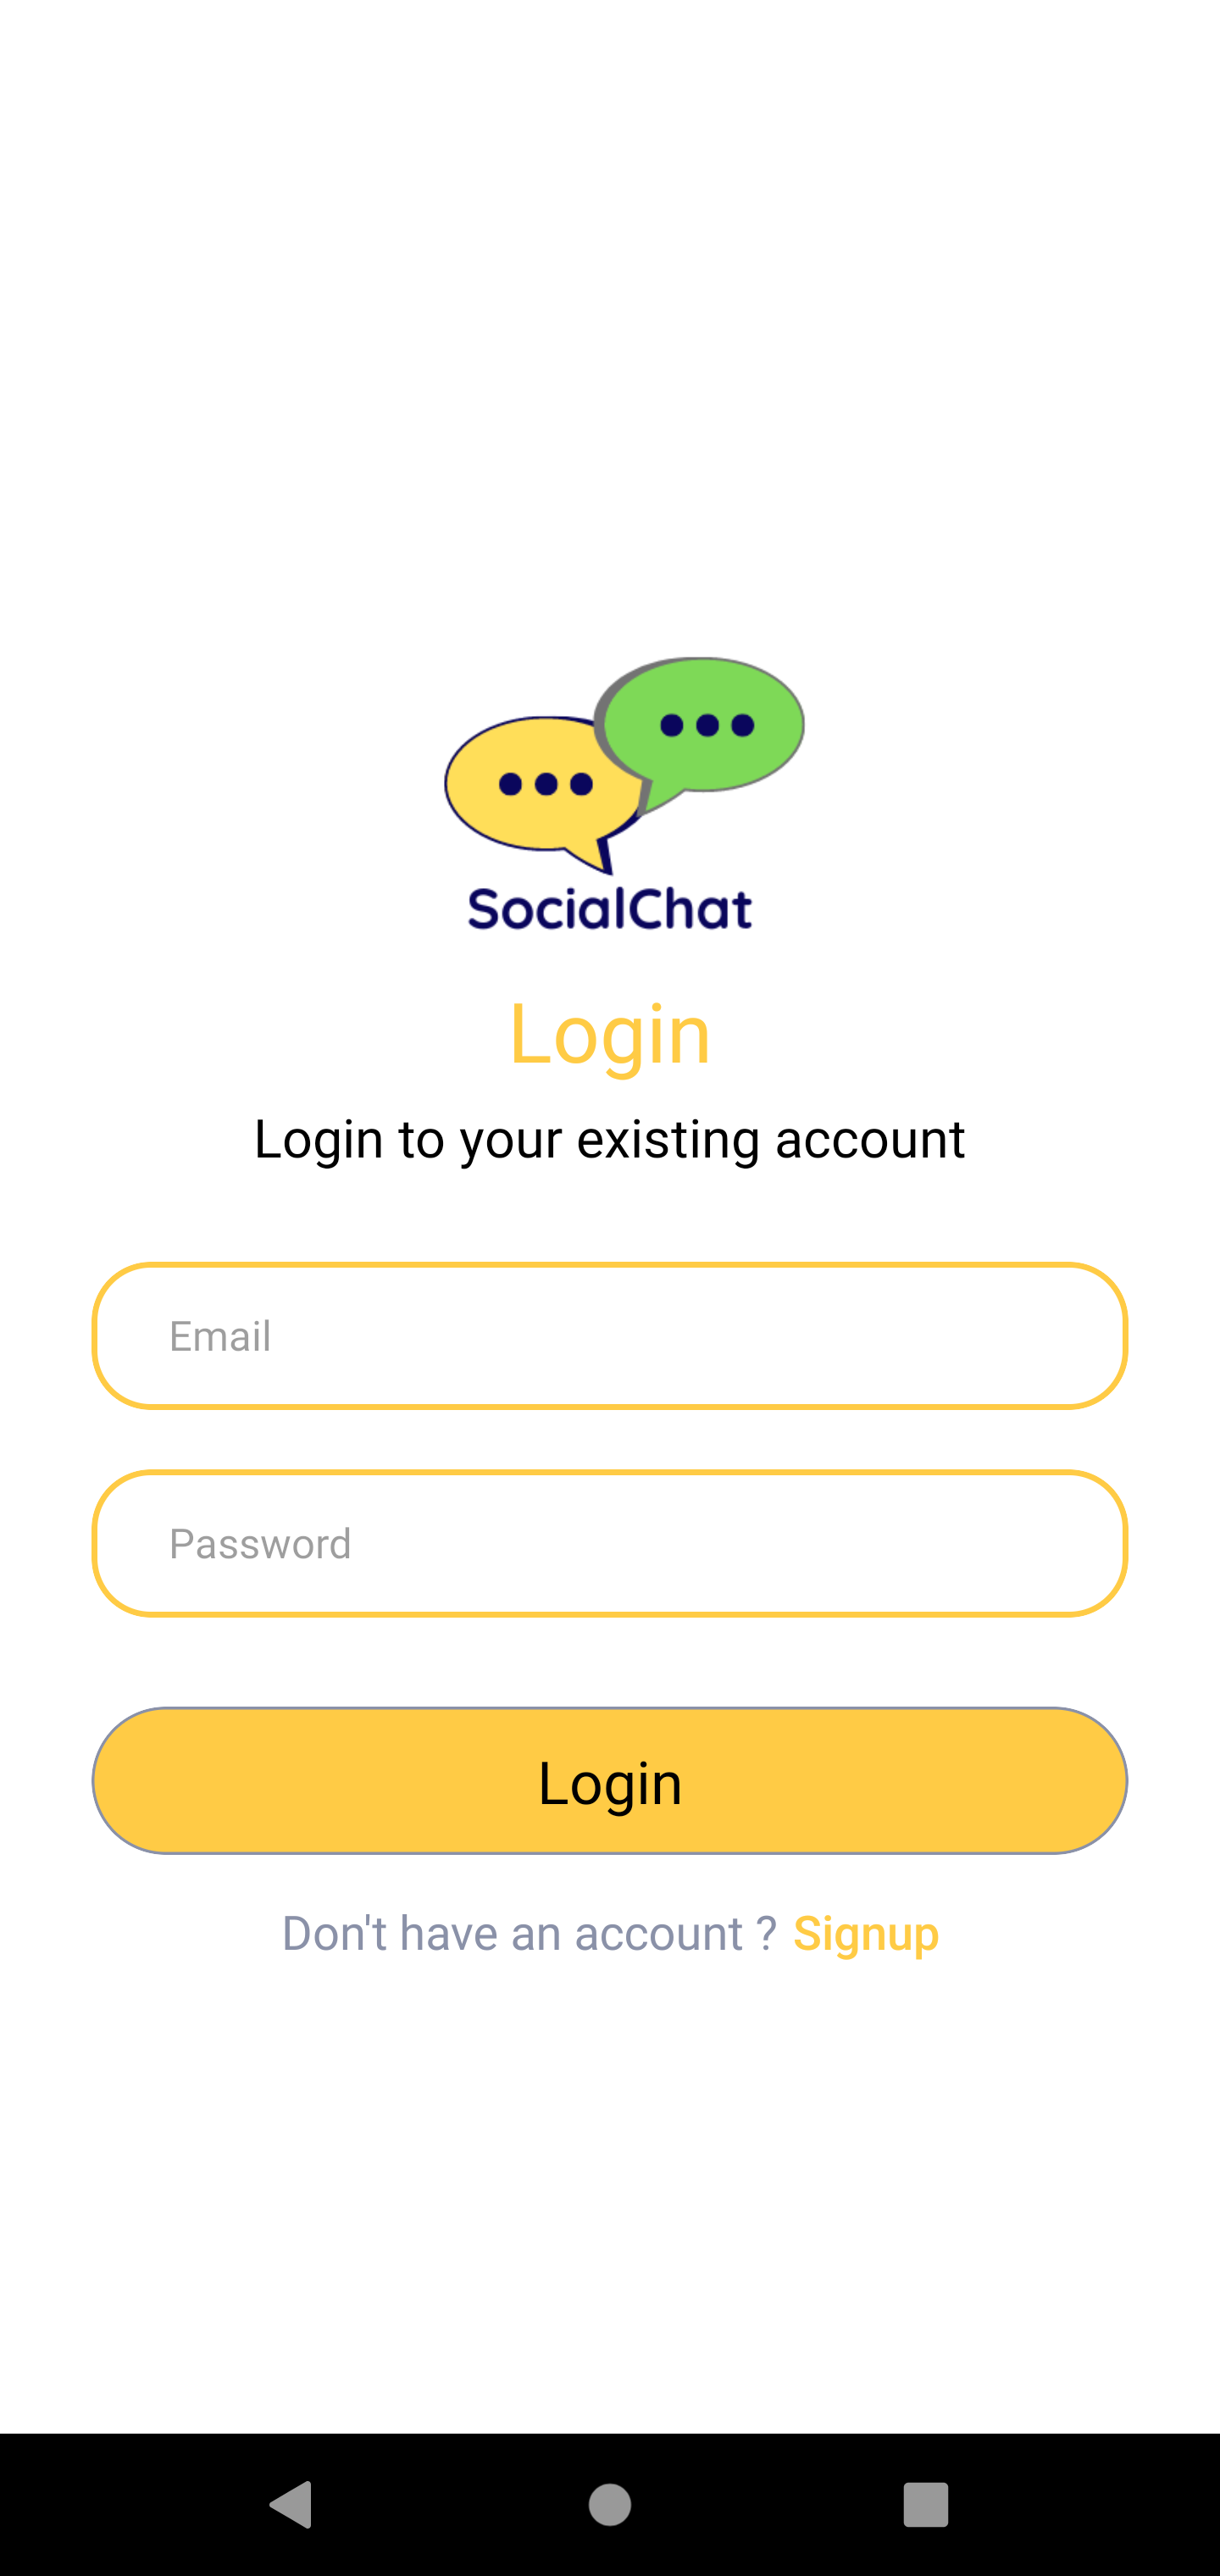 SocialChat
Login
Login to your existing account
Email
Password
Login
Don't have an account ? Signup